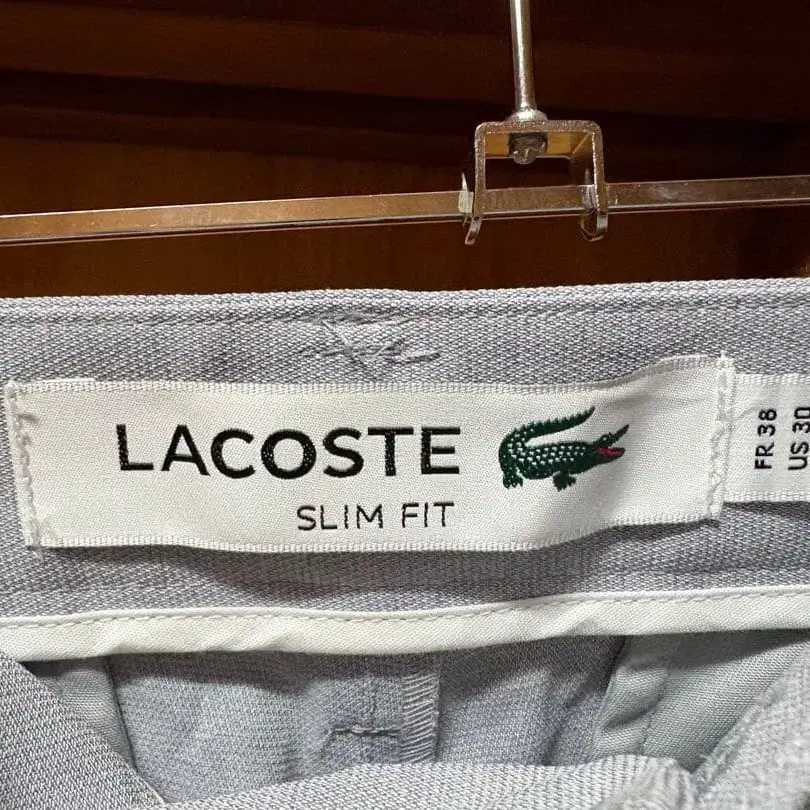 LACOSTE
SLIM FIT
FR 38
US 30